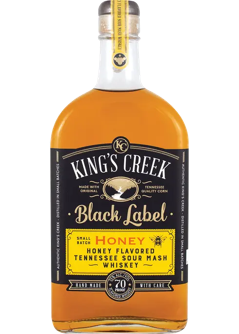 KC
KING'S CREEK
MADE WITH
ORIGINAL
TENNESSEE
QUALITY CORN
Black Label
SMALL
BATCH
HONEY
HONEY FLAVORED
TENNESSEE SOUR MASH
WHISKEY
HAND MADE
70
PROOF
WITH CARE